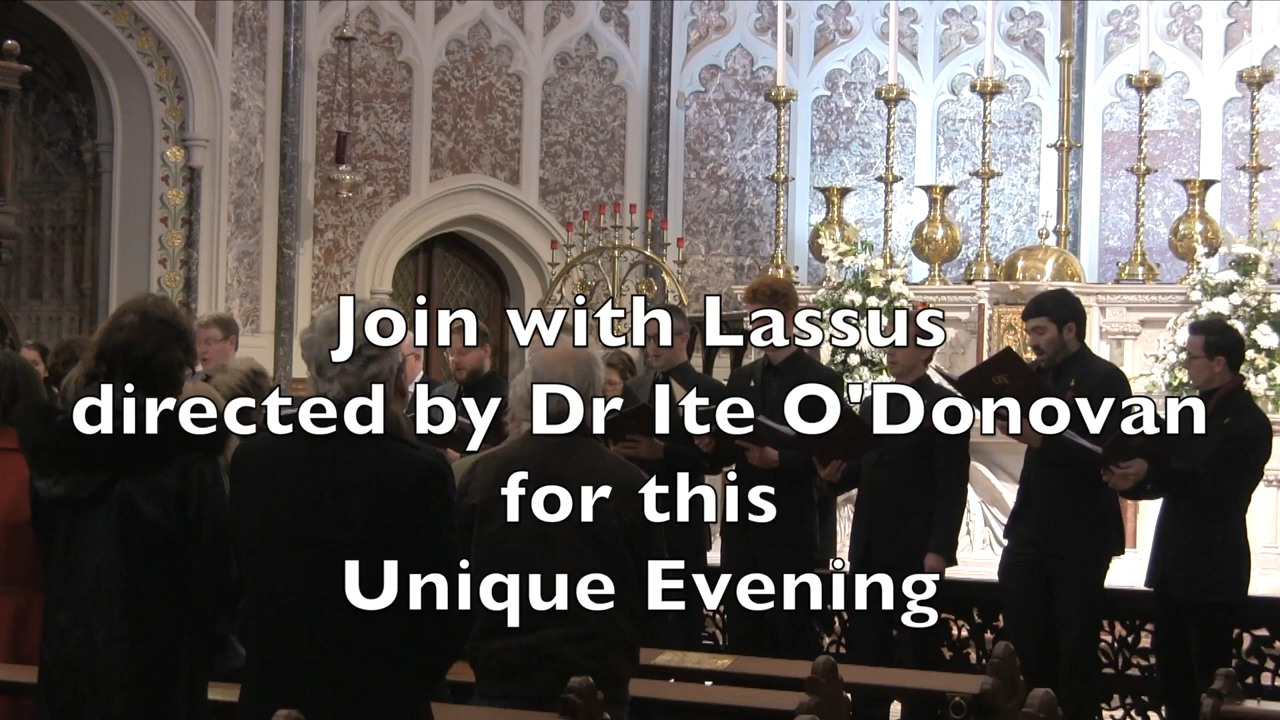 Join with Lassus
directed by Dr Ite O'Donovan
for this
Unique Evening